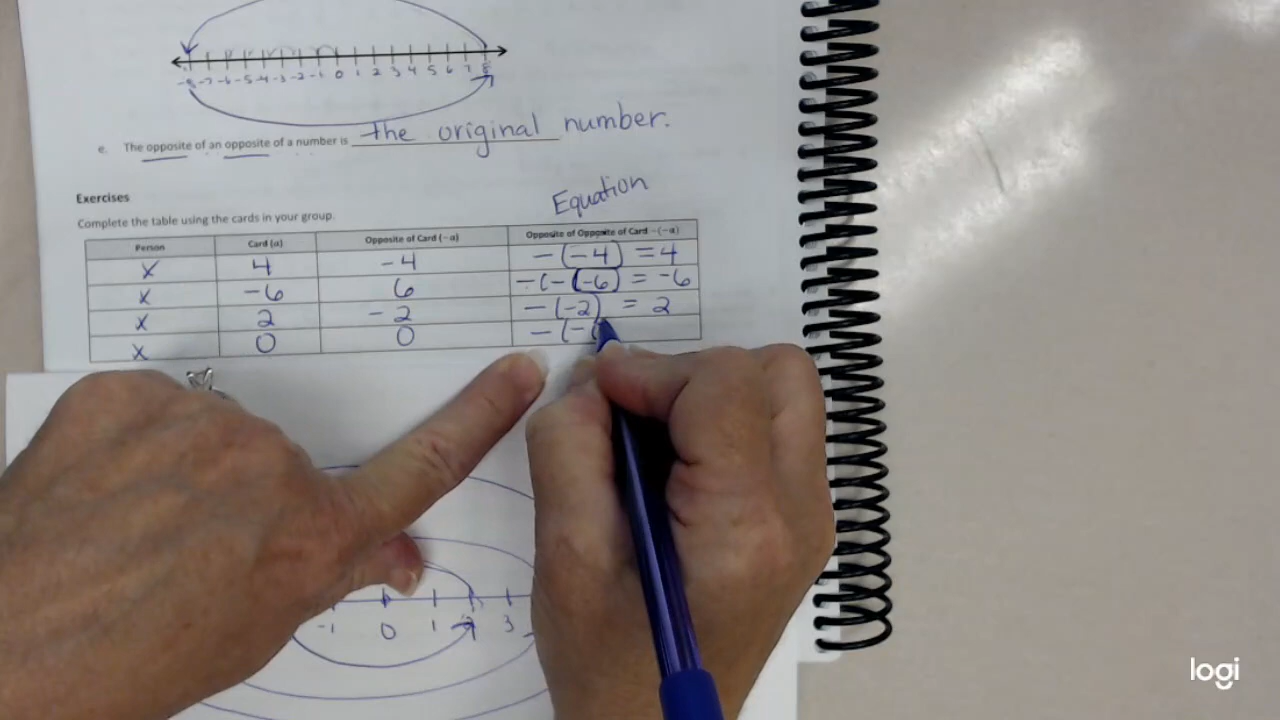 -8 -7 -6 -5 -4 -3 -2 -1 0 1 2 3 4 5 6 7 8
e. The opposite of an opposite of a number is the original number.
Exercises
Equation
Complete the table using the cards in your group.
Person Card (a) Opposite of Card (−a) Opposite of Opposite of Card −(−a)
x 4 -4 -(-4) = 4
x -6 6 -(-(-6) = -6
x 2 -2 -(-2) = 2
x 0 0 -(-(
-1 0 1 2 3
logi